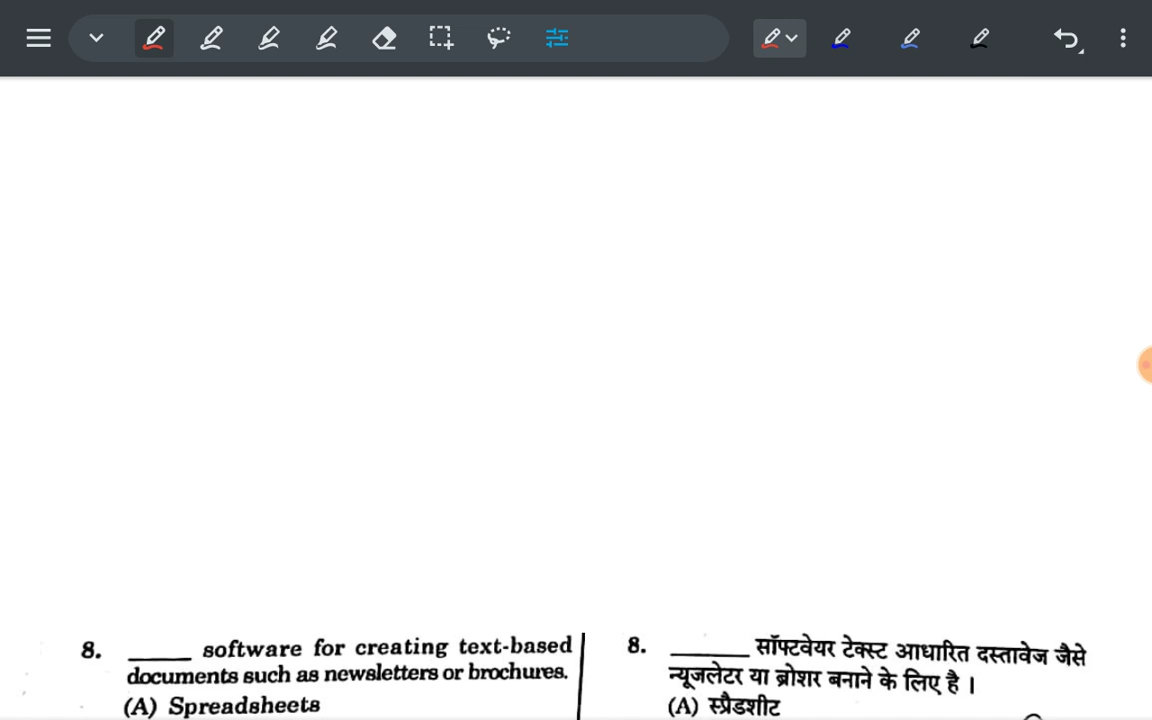 8. _____ software for creating text-based
documents such as newsletters or brochures.
(A) Spreadsheets
8. ______ सॉफ्टवेयर टेक्स्ट आधारित दस्तावेज जैसे
न्यूजलेटर या ब्रोशर बनाने के लिए है ।
(A) स्प्रैडशीट